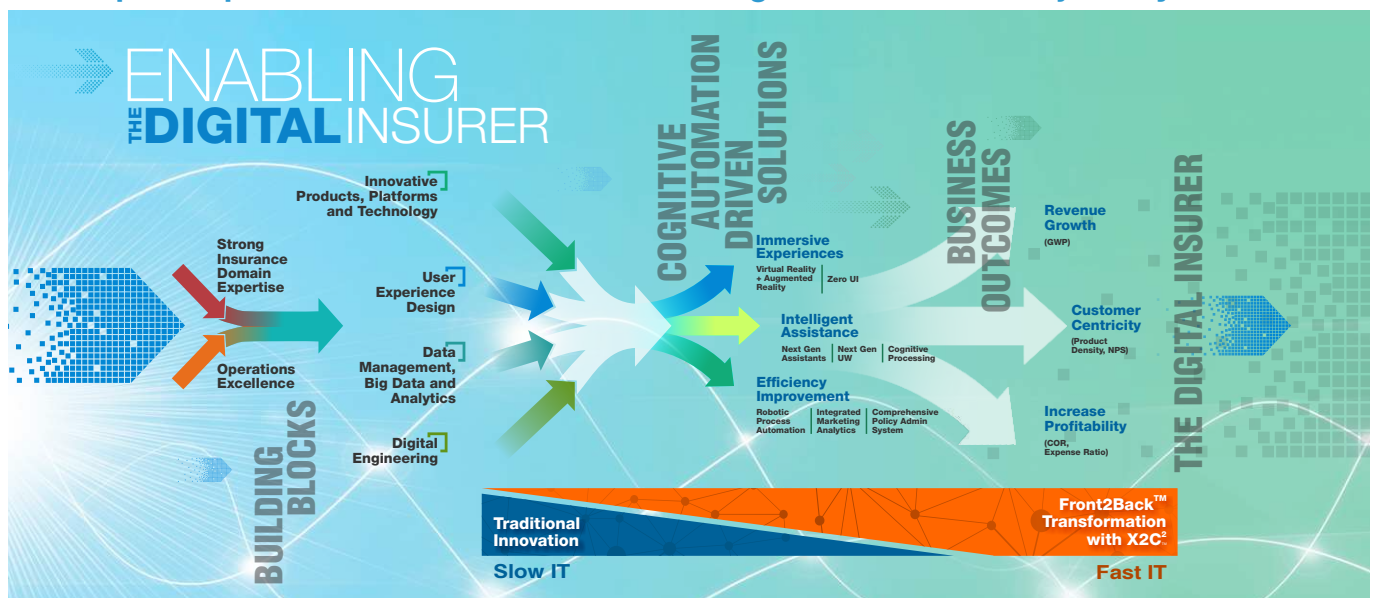 ENABLING
THE DIGITAL INSURER
BUILDING
BLOCKS
Strong
Insurance
Domain
Expertise
Operations
Excellence
Innovative
Products, Platforms
and Technology
User
Experience
Design
Data
Management,
Big Data and
Analytics
Digital
Engineering
COGNITIVE
AUTOMATION
DRIVEN
SOLUTIONS
Immersive
Experiences
Virtual Reality
+ Augmented
Reality
Zero UI
Intelligent
Assistance
Next Gen
Assistants
Next Gen
UW
Cognitive
Processing
Efficiency
Improvement
Robotic
Process
Automation
Integrated
Marketing
Analytics
Comprehensive
Policy Admin
System
BUSINESS
OUTCOMES
Revenue
Growth
(GWP)
Customer
Centricity
(Product
Density, NPS)
Increase
Profitability
(COR,
Expense Ratio)
THE DIGITAL INSURER
Traditional
Innovation
Front2Back™
Transformation
with X2C²™
Slow IT
Fast IT